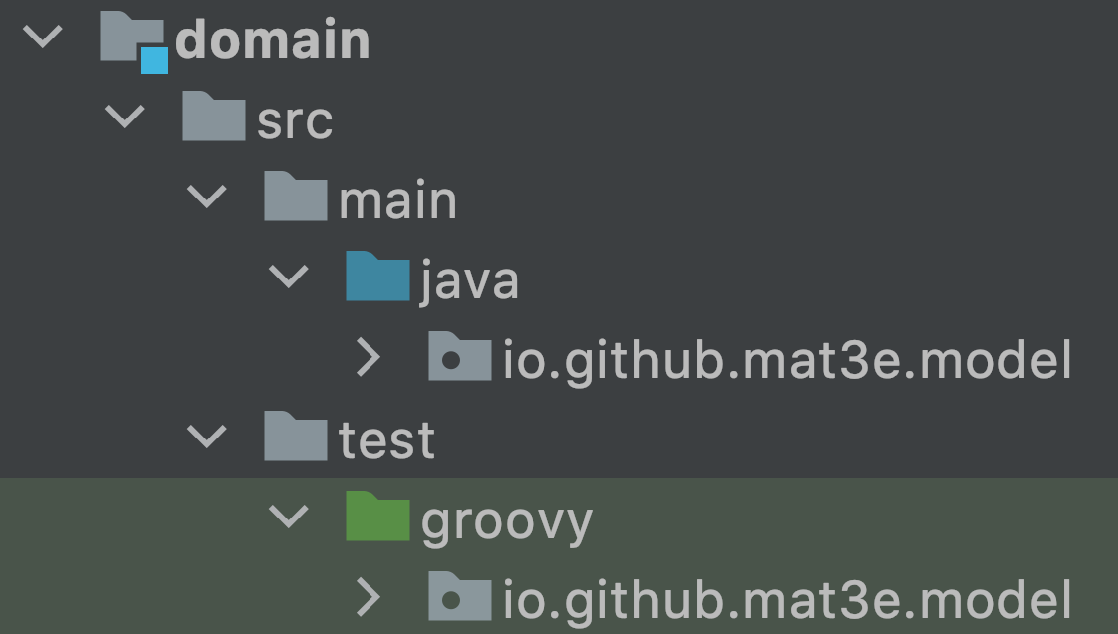 domain
src
main
java
io.github.mat3e.model
test
groovy
io.github.mat3e.model